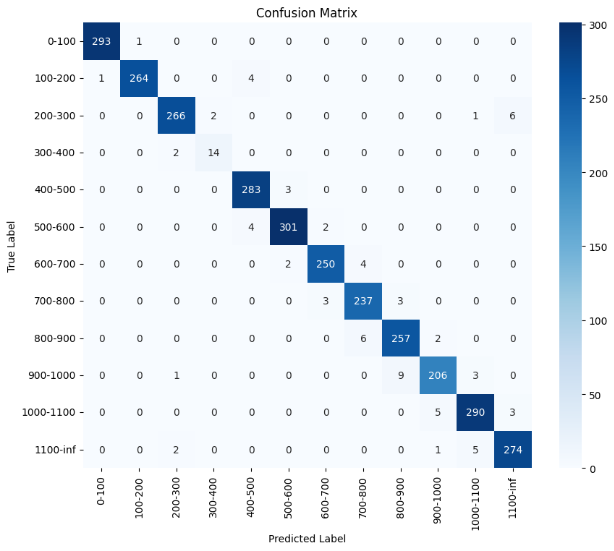 Confusion Matrix
0-100 293 1 0 0 0 0 0 0 0 0 0 0
100-200 1 264 0 0 4 0 0 0 0 0 0 0
200-300 0 0 266 2 0 0 0 0 0 0 1 6
300-400 0 0 2 14 0 0 0 0 0 0 0 0
400-500 0 0 0 0 283 3 0 0 0 0 0 0
500-600 0 0 0 0 4 301 2 0 0 0 0 0
600-700 0 0 0 0 0 2 250 4 0 0 0 0
700-800 0 0 0 0 0 0 3 237 3 0 0 0
800-900 0 0 0 0 0 0 0 6 257 2 0 0
900-1000 0 0 1 0 0 0 0 0 9 206 3 0
1000-1100 0 0 0 0 0 0 0 0 0 5 290 3
1100-inf 0 0 2 0 0 0 0 0 0 1 5 274
True Label
0-100 100-200 200-300 300-400 400-500 500-600 600-700 700-800 800-900 900-1000 1000-1100 1100-inf
Predicted Label
300
250
200
150
100
50
0